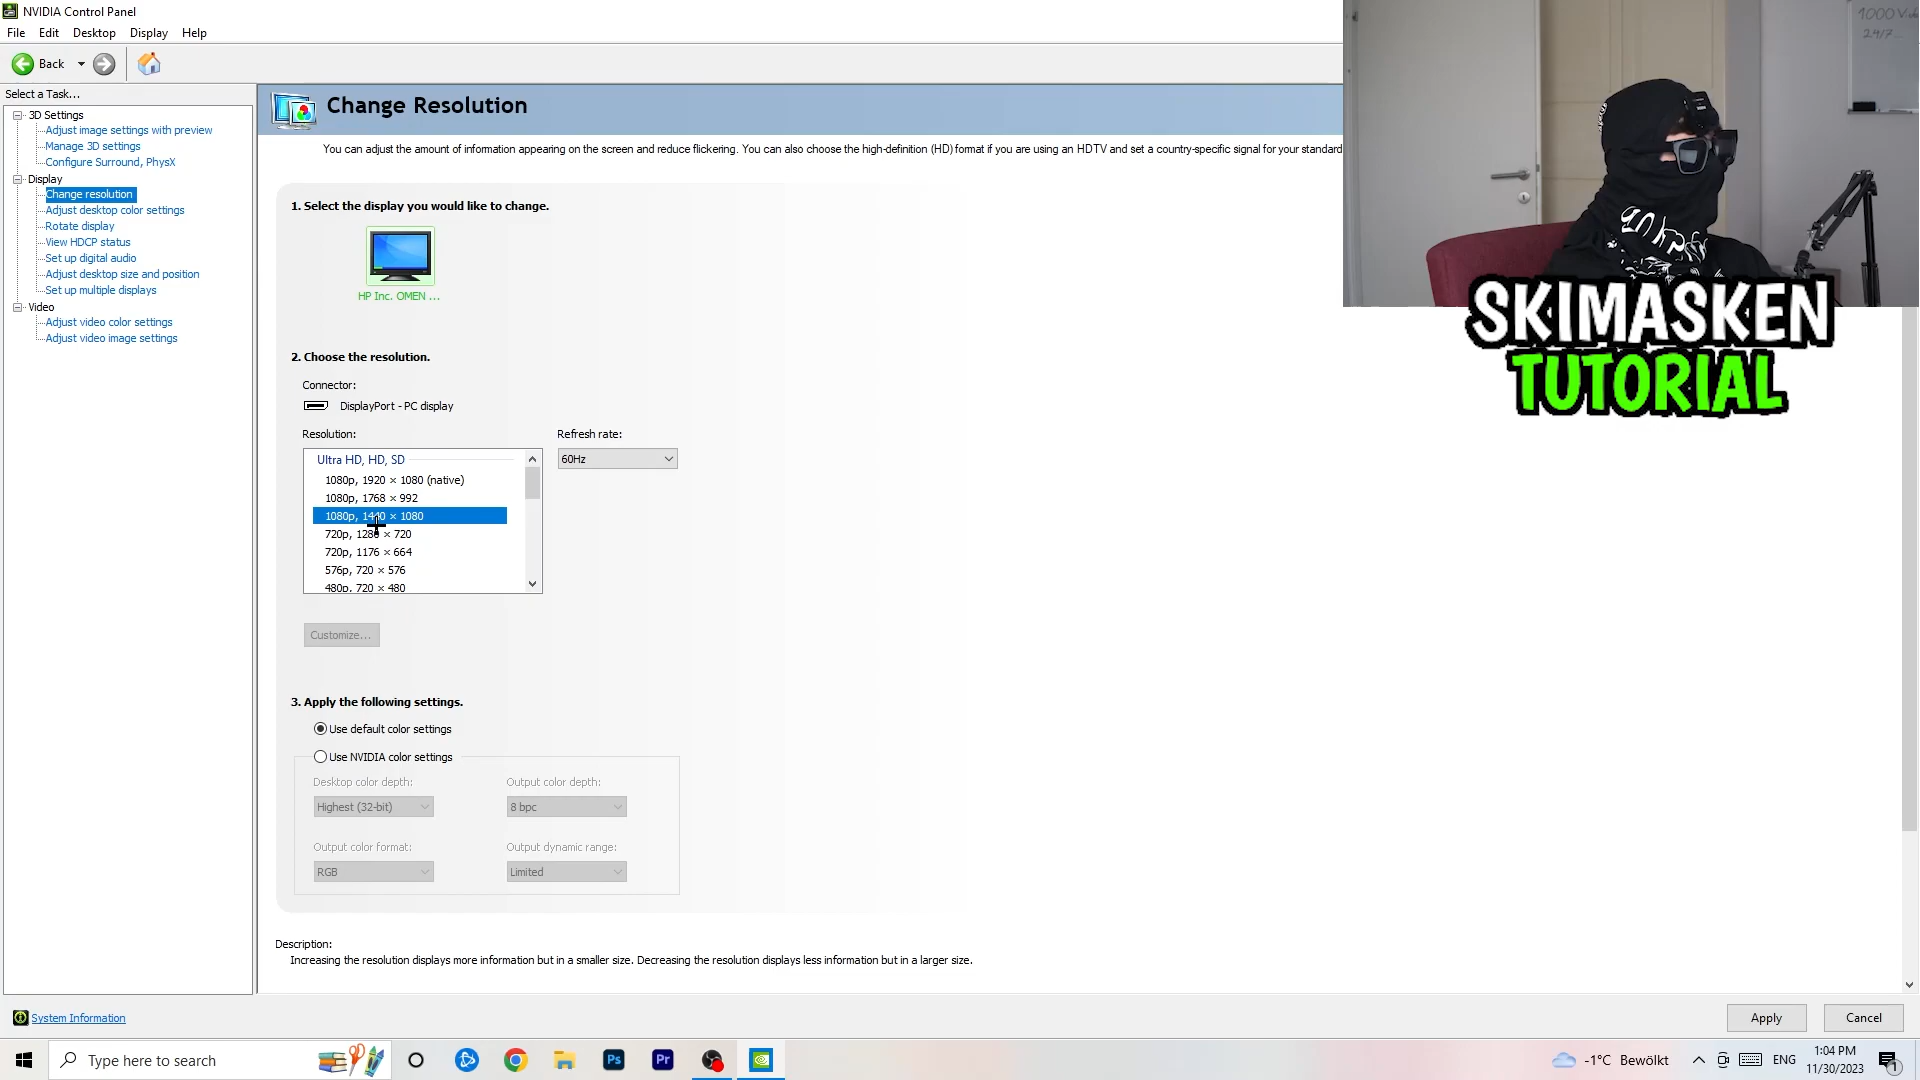 NVIDIA Control Panel
File Edit Desktop Display Help
Back
Select a Task...
3D Settings
Adjust image settings with preview
Manage 3D settings
Configure Surround, PhysX
Display
Change resolution
Adjust desktop color settings
Rotate display
View HDCP status
Set up digital audio
Adjust desktop size and position
Set up multiple displays
Video
Adjust video color settings
Adjust video image settings
System Information
Change Resolution
You can adjust the amount of information appearing on the screen and reduce flickering. You can also choose the high-definition (HD) format if you are using an HDTV and set a country-specific signal for your standard
1. Select the display you would like to change.
HP Inc. OMEN ...
2. Choose the resolution.
Connector:
DisplayPort - PC display
Resolution:
Refresh rate:
Ultra HD, HD, SD
60Hz
1080p, 1920 × 1080 (native)
1080p, 1768 × 992
1080p, 1440 × 1080
720p, 1280 × 720
720p, 1176 × 664
576p, 720 × 576
480p, 720 × 480
Customize...
3. Apply the following settings.
Use default color settings
Use NVIDIA color settings
Desktop color depth:
Output color depth:
Highest (32-bit)
8 bpc
Output color format:
Output dynamic range:
RGB
Limited
Description:
Increasing the resolution displays more information but in a smaller size. Decreasing the resolution displays less information but in a larger size.
Apply
Cancel
1000
24/7
SKIMASKEN
TUTORIAL
Type here to search
Ps
Pr
-1°C Bewölkt
ENG
1:04 PM
11/30/2023
1